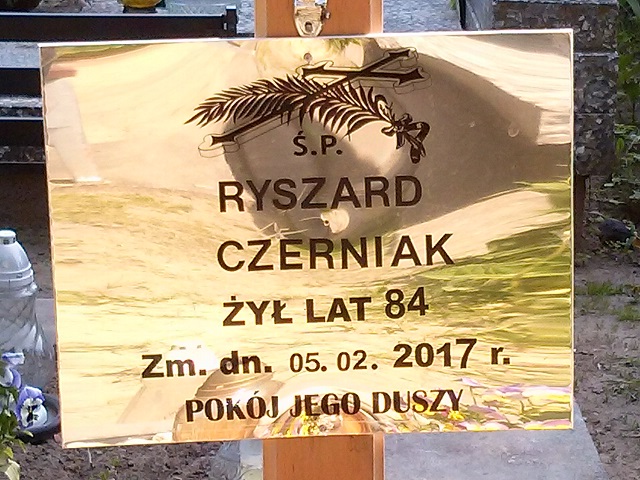 Ś.P.
RYSZARD
CZERNIAK
ŻYŁ LAT 84
Zm. dn. 05. 02. 2017 r.
POKÓJ JEGO DUSZY